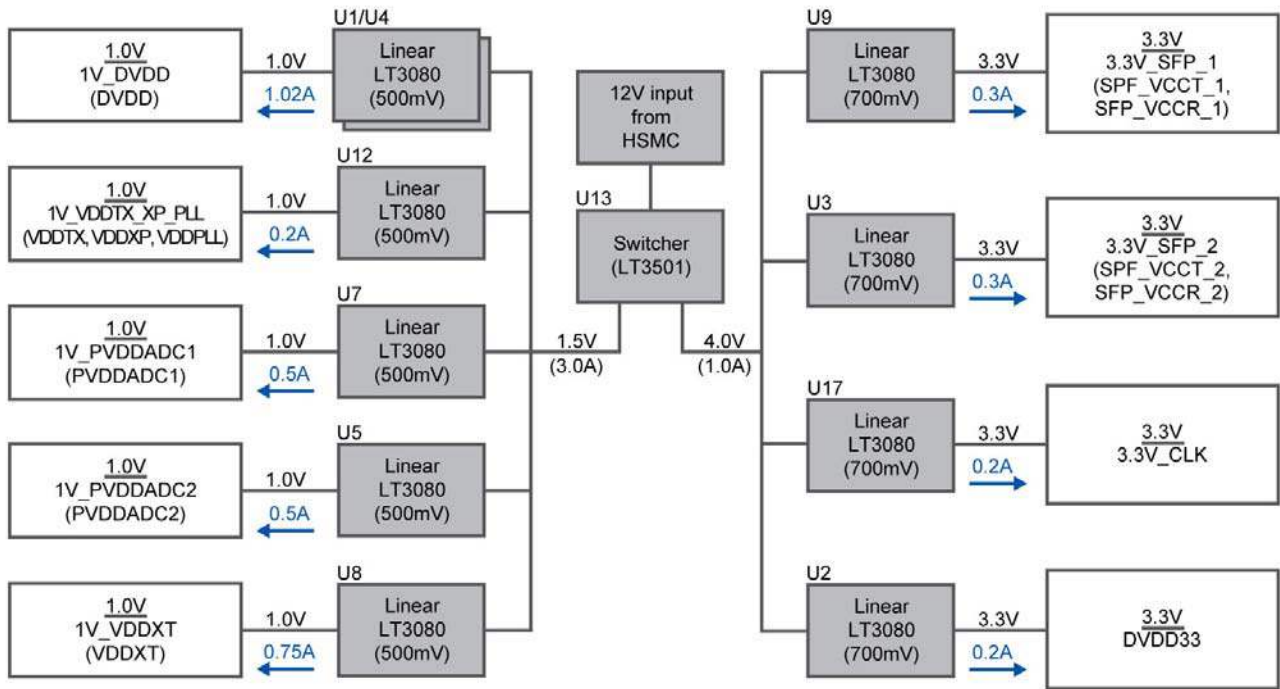 U1/U4
1.0V
1V_DVDD
(DVDD)
1.0V
1.02A
Linear
LT3080
(500mV)
U12
1.0V
1V_VDDTX_XP_PLL
(VDDTX, VDDXP, VDDPLL)
1.0V
0.2A
Linear
LT3080
(500mV)
U7
1.0V
1V_PVDDADC1
(PVDDADC1)
1.0V
0.5A
Linear
LT3080
(500mV)
U5
1.0V
1V_PVDDADC2
(PVDDADC2)
1.0V
0.5A
Linear
LT3080
(500mV)
U8
1.0V
1V_VDDXT
(VDDXT)
1.0V
0.75A
Linear
LT3080
(500mV)
12V input
from
HSMC
U13
Switcher
(LT3501)
1.5V
(3.0A)
4.0V
(1.0A)
U9
Linear
LT3080
(700mV)
3.3V
0.3A
3.3V
3.3V_SFP_1
(SPF_VCCT_1,
SFP_VCCR_1)
U3
Linear
LT3080
(700mV)
3.3V
0.3A
3.3V
3.3V_SFP_2
(SPF_VCCT_2,
SFP_VCCR_2)
U17
Linear
LT3080
(700mV)
3.3V
0.2A
3.3V
3.3V_CLK
U2
Linear
LT3080
(700mV)
3.3V
0.2A
3.3V
DVDD33